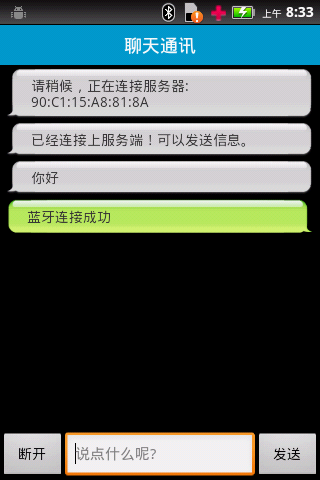 上午 8:33
聊天通讯
请稍候，正在连接服务器:
90:C1:15:A8:81:8A
已经连接上服务端！可以发送信息。
你好
蓝牙连接成功
断开
说点什么呢?
发送